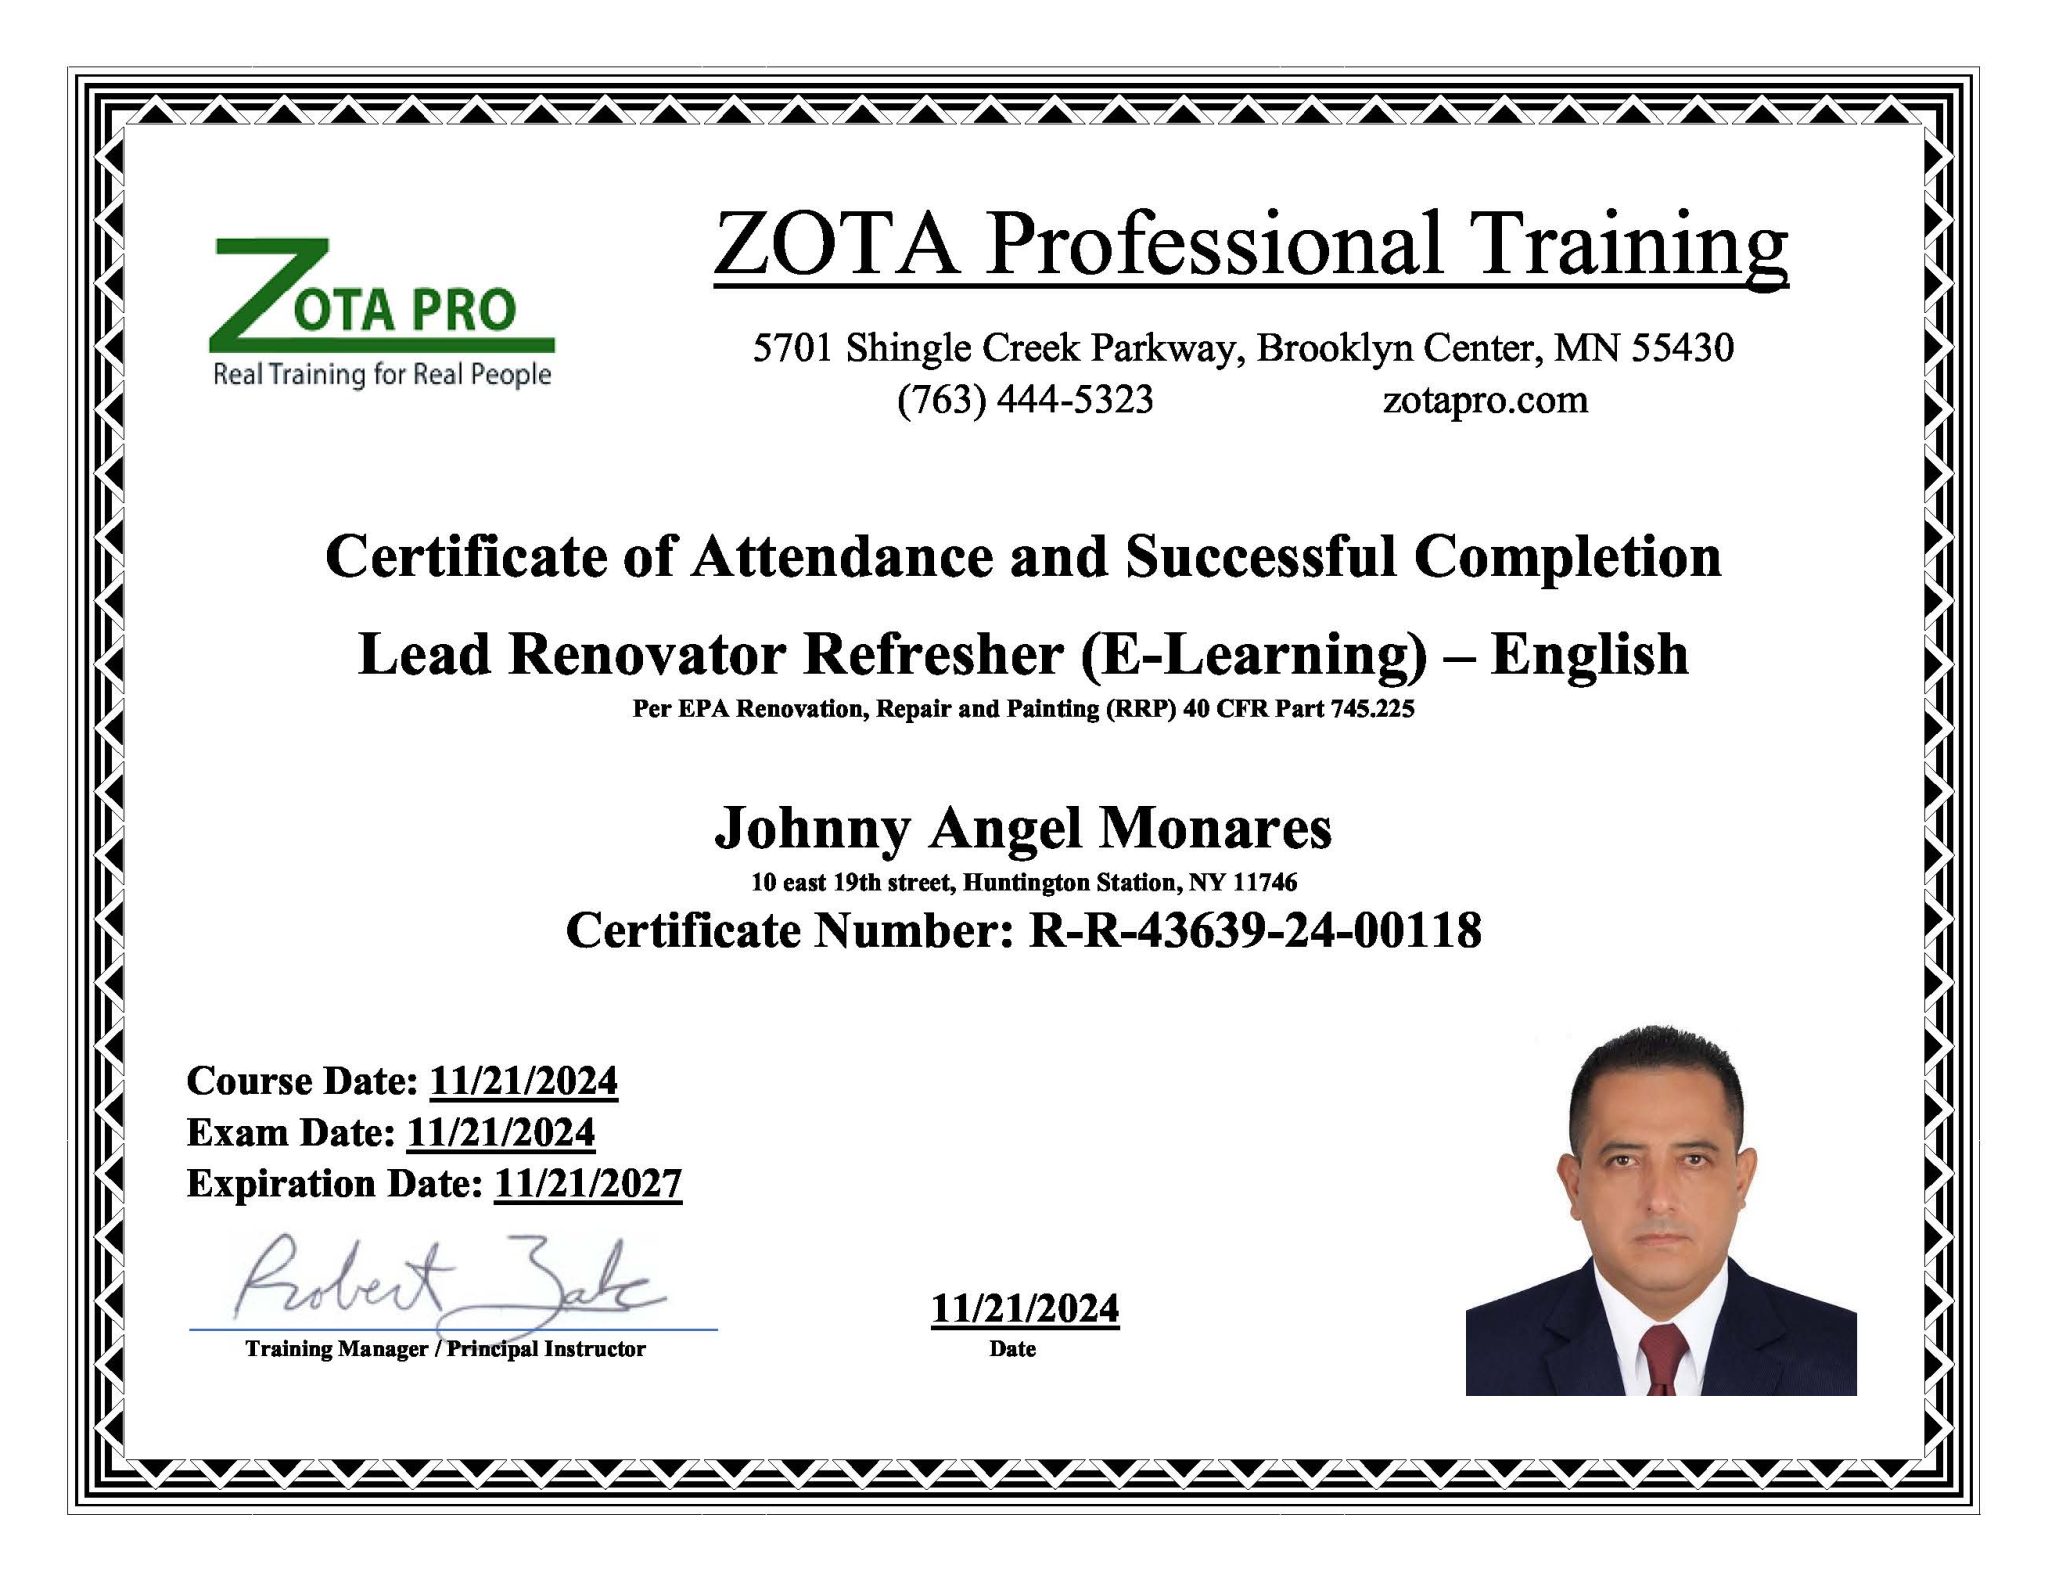 ZOTA PRO
Real Training for Real People
ZOTA Professional Training
5701 Shingle Creek Parkway, Brooklyn Center, MN 55430
(763) 444-5323 zotapro.com
Certificate of Attendance and Successful Completion
Lead Renovator Refresher (E-Learning) – English
Per EPA Renovation, Repair and Painting (RRP) 40 CFR Part 745.225
Johnny Angel Monares
10 east 19th street, Huntington Station, NY 11746
Certificate Number: R-R-43639-24-00118
Course Date: 11/21/2024
Exam Date: 11/21/2024
Expiration Date: 11/21/2027
Robert
11/21/2024
Training Manager / Principal Instructor
Date